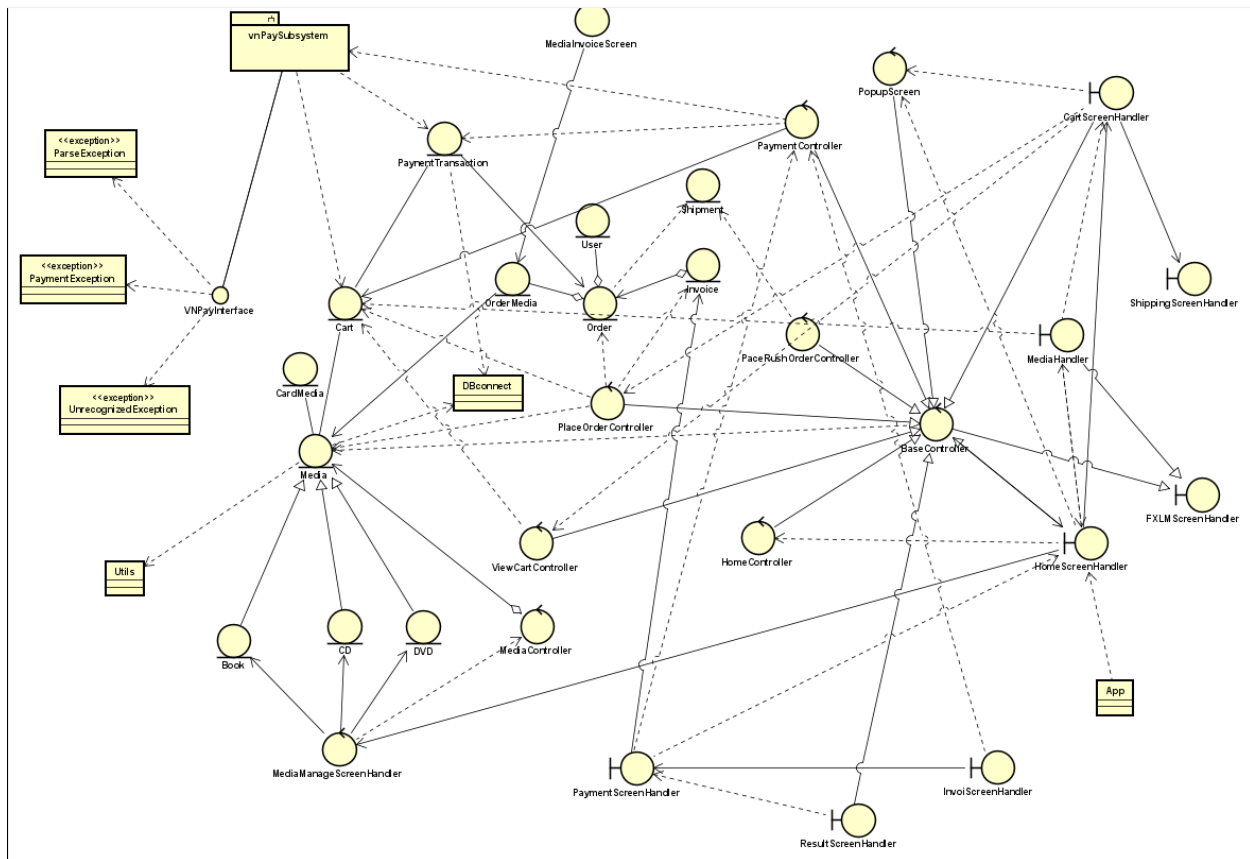 vnPaySubsystem
MediaInvoiceScreen
PopupScreen
CartScreenHandler
<<exception>>
ParseException
PaymentTransaction
PaymentController
Shipment
User
<<exception>>
PaymentException
VNPayInterface
Cart
OrderMedia
Order
Invoice
ShippingScreenHandler
PaceRushOrderController
MediaHandler
<<exception>>
UnrecognizedException
CardMedia
DBconnect
PlaceOrderController
BaseController
Media
FXLMScreenHandler
Utils
ViewCartController
HomeController
HomeScreenHandler
Book
CD
DVD
MediaController
App
MediaManageScreenHandler
PaymentScreenHandler
InvoiScreenHandler
ResultScreenHandler